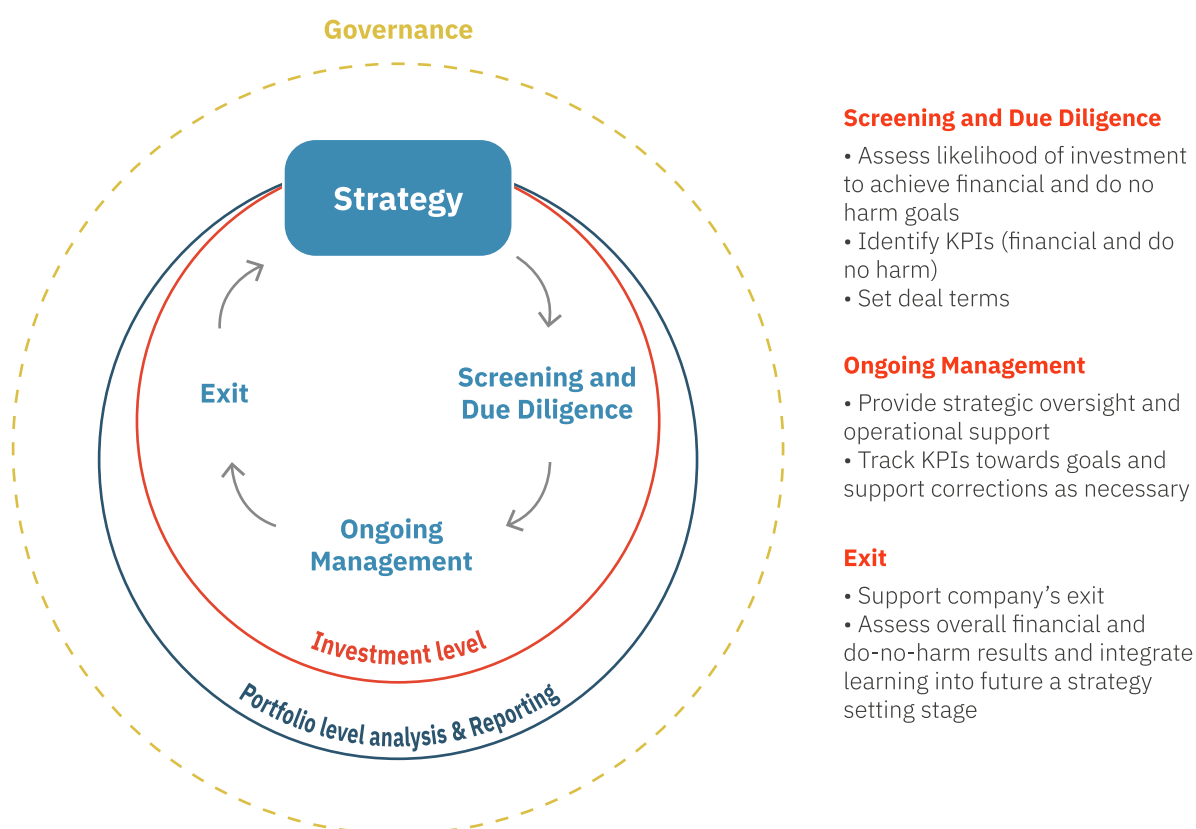 Governance
Strategy
Screening and
Due Diligence
Exit
Ongoing
Management
Investment level
Portfolio level analysis & Reporting
Screening and Due Diligence
• Assess likelihood of investment
to achieve financial and do no
harm goals
• Identify KPIs (financial and do
no harm)
• Set deal terms
Ongoing Management
• Provide strategic oversight and
operational support
• Track KPIs towards goals and
support corrections as necessary
Exit
• Support company’s exit
• Assess overall financial and
do-no-harm results and integrate
learning into future a strategy
setting stage